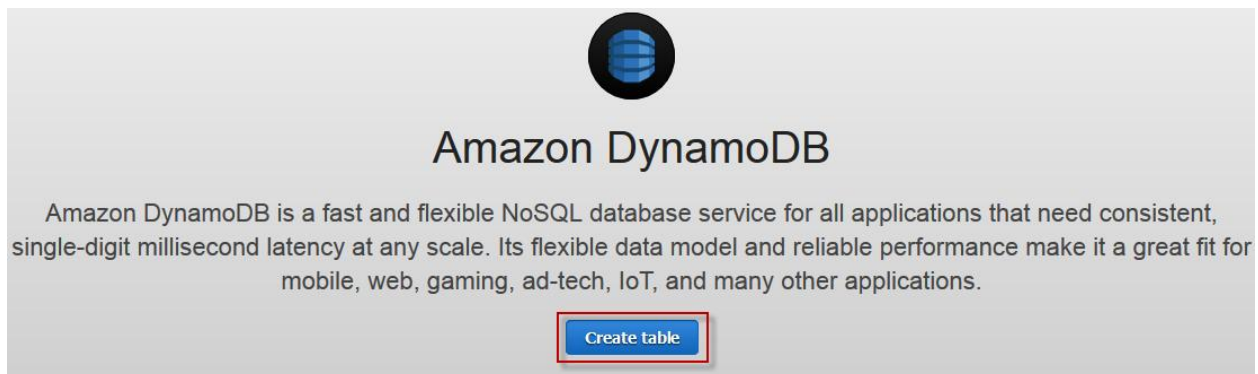 Amazon DynamoDB
Amazon DynamoDB is a fast and flexible NoSQL database service for all applications that need consistent,
single-digit millisecond latency at any scale. Its flexible data model and reliable performance make it a great fit for
mobile, web, gaming, ad-tech, IoT, and many other applications.
Create table